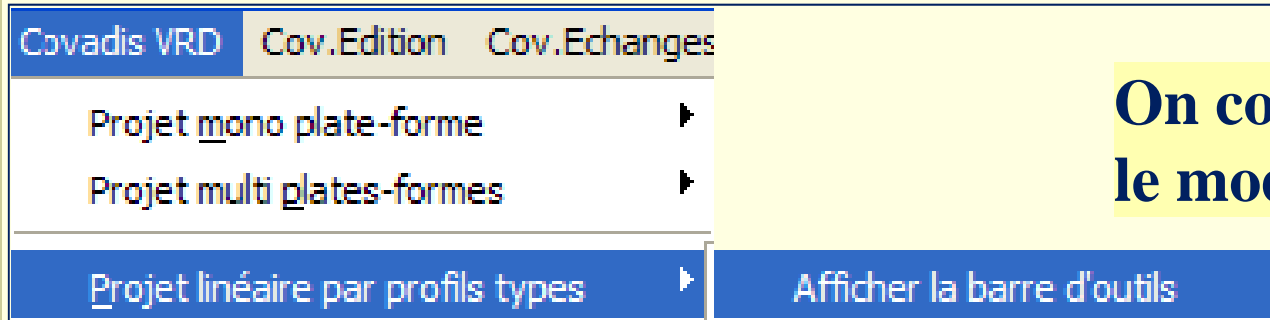 Covadis VRD Cov.Edition Cov.Echanges
Projet mono plate-forme
Projet multi plates-formes
Projet linéaire par profils types
Afficher la barre d'outils
On co
le mo